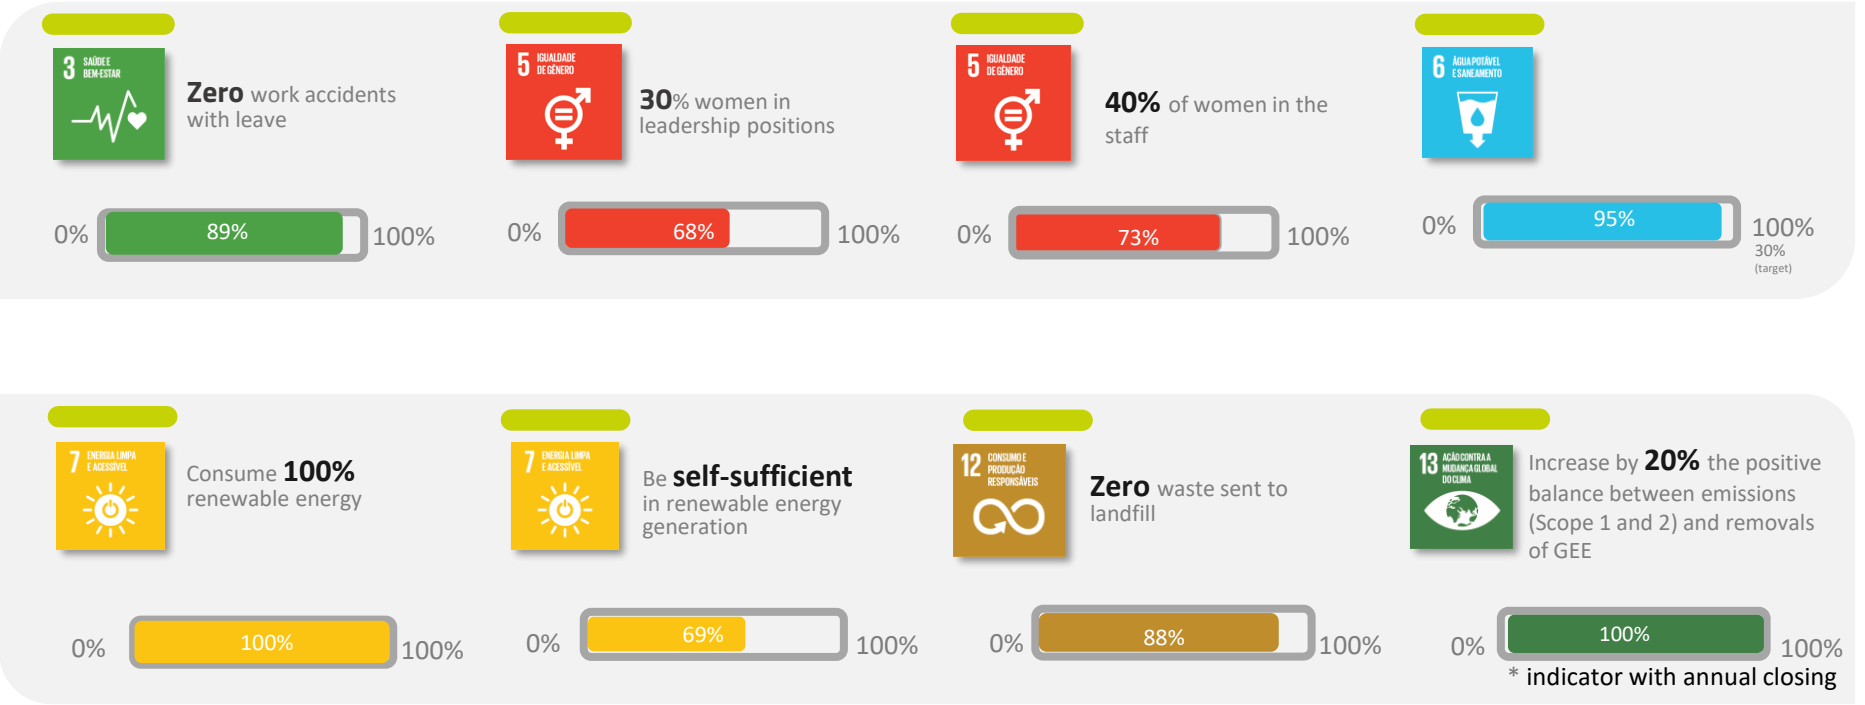 3 SAÚDE E
BEM-ESTAR
Zero work accidents
with leave
0% 89% 100%
5 IGUALDADE
DE GÊNERO
30% women in
leadership positions
0% 68% 100%
5 IGUALDADE
DE GÊNERO
40% of women in the
staff
0% 73% 100%
6 ÁGUA POTÁVEL
E SANEAMENTO
0% 95% 100%
30%
(target)
7 ENERGIA LIMPA
E ACESSÍVEL
Consume 100%
renewable energy
0% 100% 100%
7 ENERGIA LIMPA
E ACESSÍVEL
Be self-sufficient
in renewable energy
generation
0% 69% 100%
12 CONSUMO E
PRODUÇÃO
RESPONSÁVEIS
Zero waste sent to
landfill
0% 88% 100%
13 AÇÃO CONTRA A
MUDANÇA GLOBAL
DO CLIMA
Increase by 20% the positive
balance between emissions
(Scope 1 and 2) and removals
of GEE
0% 100% 100%
* indicator with annual closing